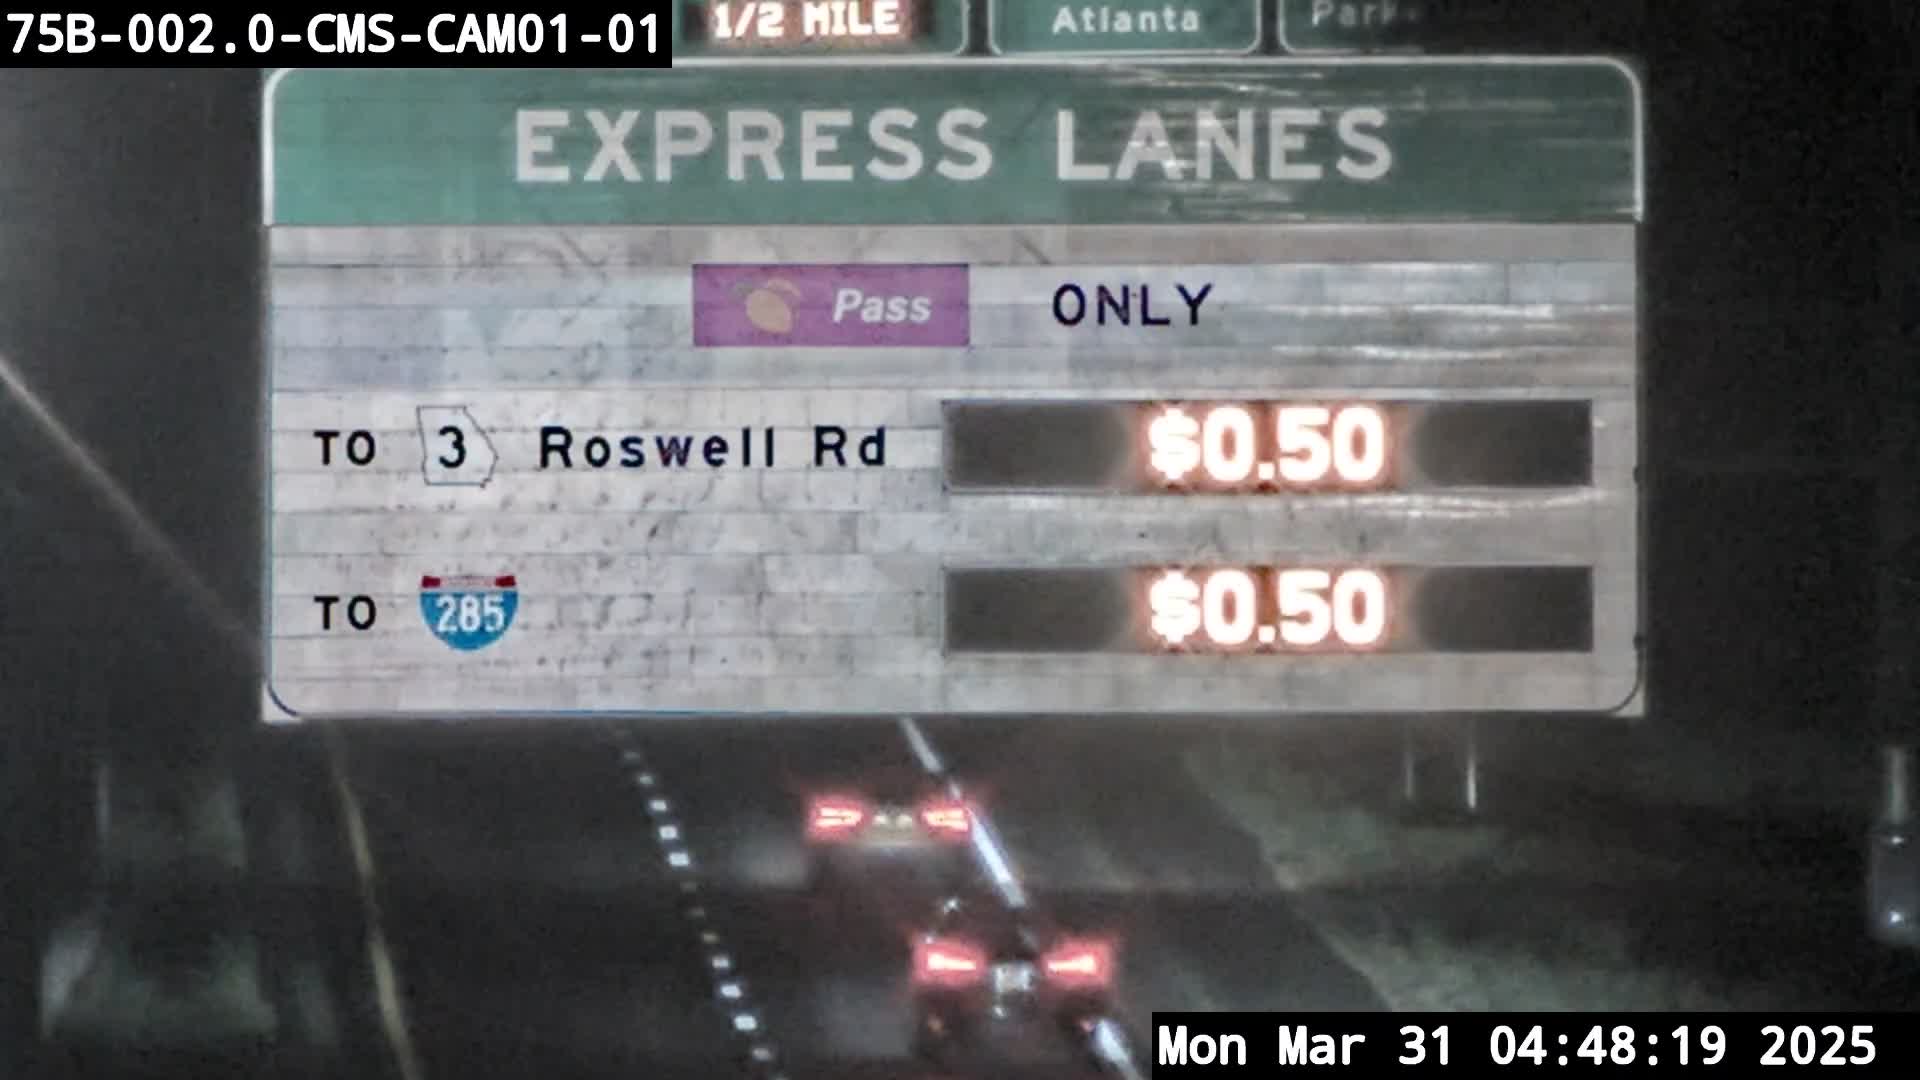 75B-002.0-CMS-CAM01-01
1/2 MILE
Atlanta
EXPRESS LANES
Pass ONLY
TO 3 Roswell Rd $0.50
TO 285 $0.50
Mon Mar 31 04:48:19 2025